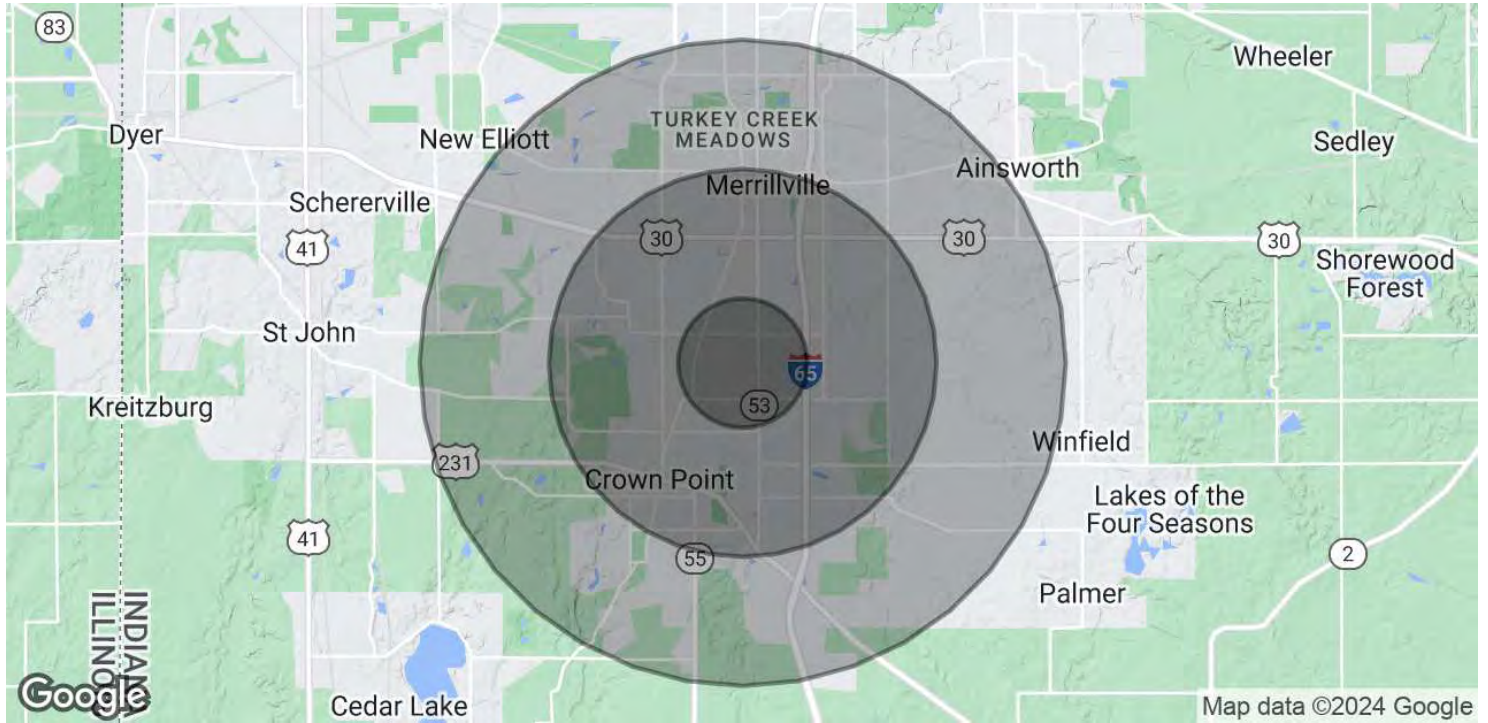 83
Wheeler
TURKEY CREEK
MEADOWS
Dyer
New Elliott
Sedley
Ainsworth
Merrillville
Schererville
41
30
30
30
Shorewood
Forest
St John
65
Kreitzburg
53
Winfield
231
Crown Point
Lakes of the
Four Seasons
41
55
2
Palmer
INDIANA
ILLINOIS
Google
Cedar Lake
Map data ©2024 Google